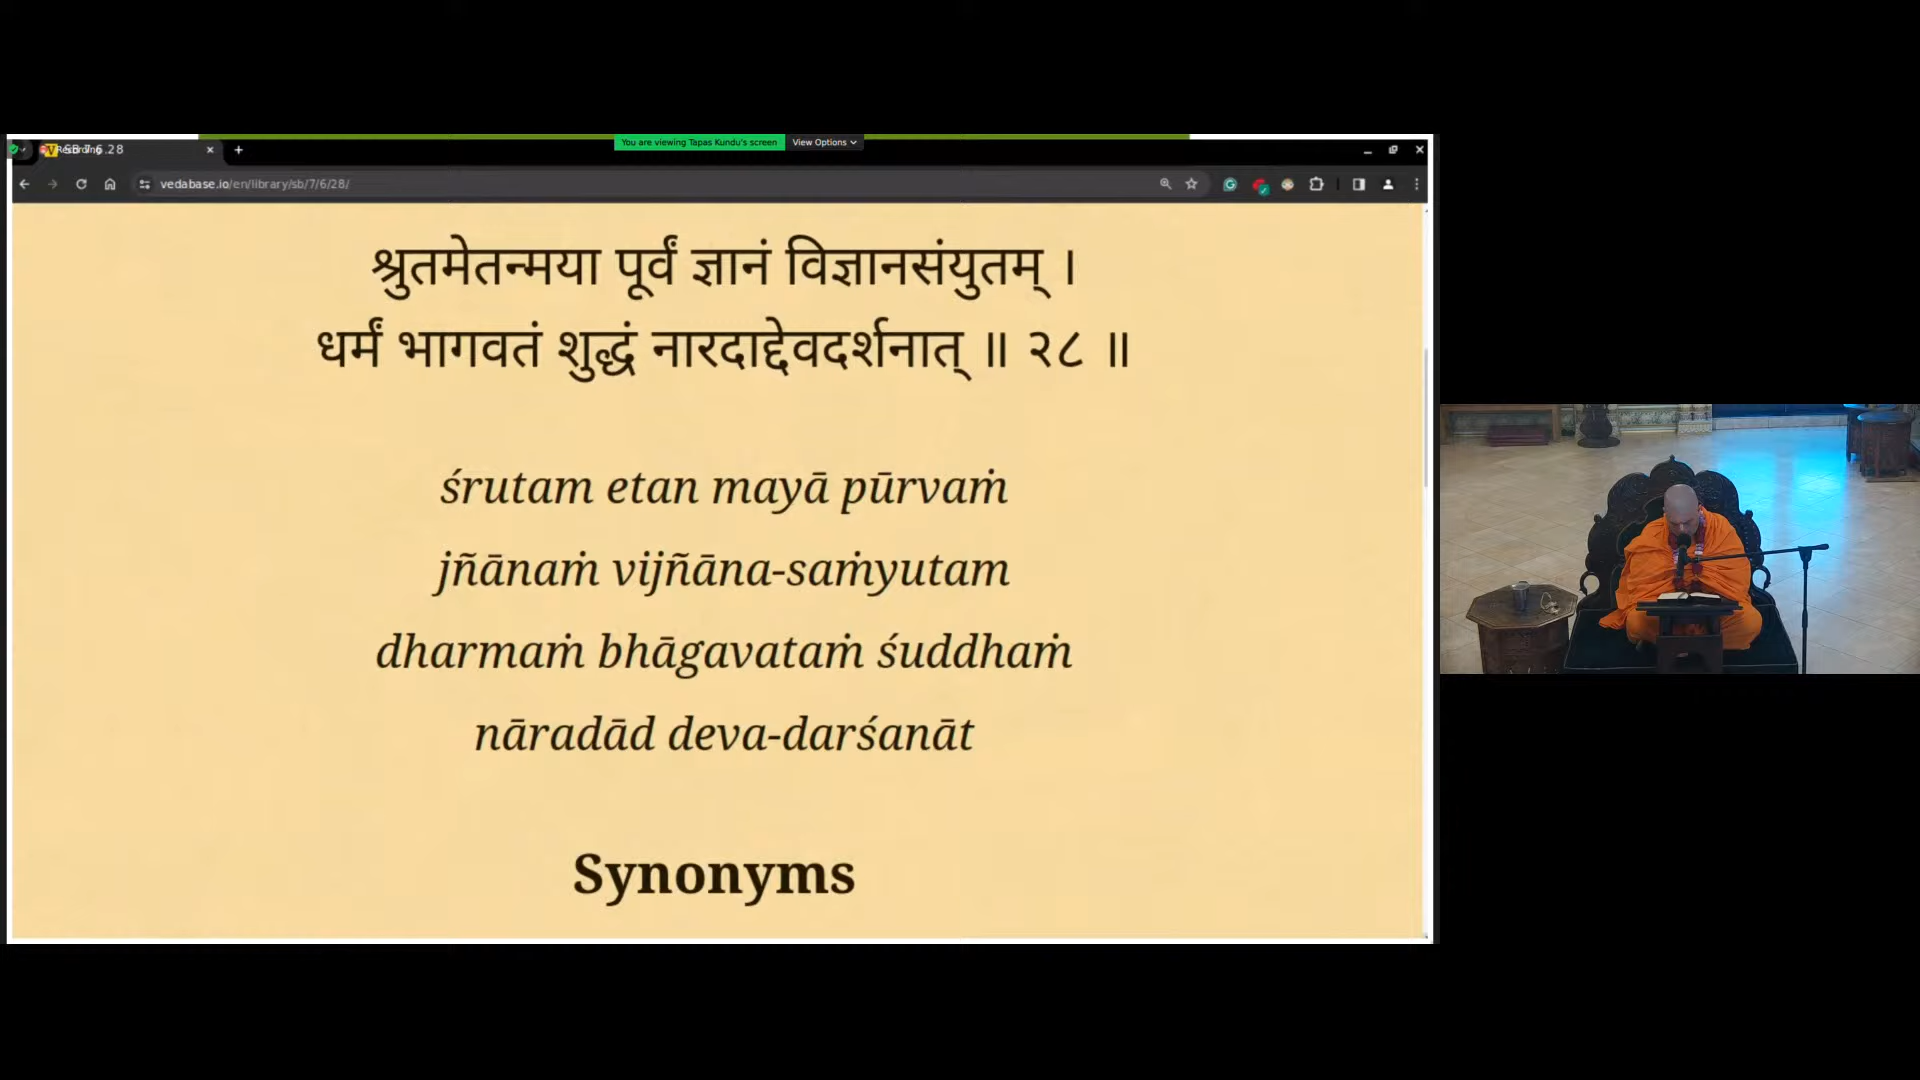 You are viewing Tapas Kundu's screen
View Options
SB 7.6.28
vedabase.io/en/library/sb/7/6/28/
श्रुतमेतन्मया पूर्वं ज्ञानं विज्ञानसंयुतम् ।
धर्मं भागवतं शुद्धं नारदाद्देवदर्शनात् ॥ २८ ॥
śrutam etan mayā pūrvaṁ
jñānaṁ vijñāna-saṁyutam
dharmaṁ bhāgavataṁ śuddhaṁ
nāradād deva-darśanāt
Synonyms